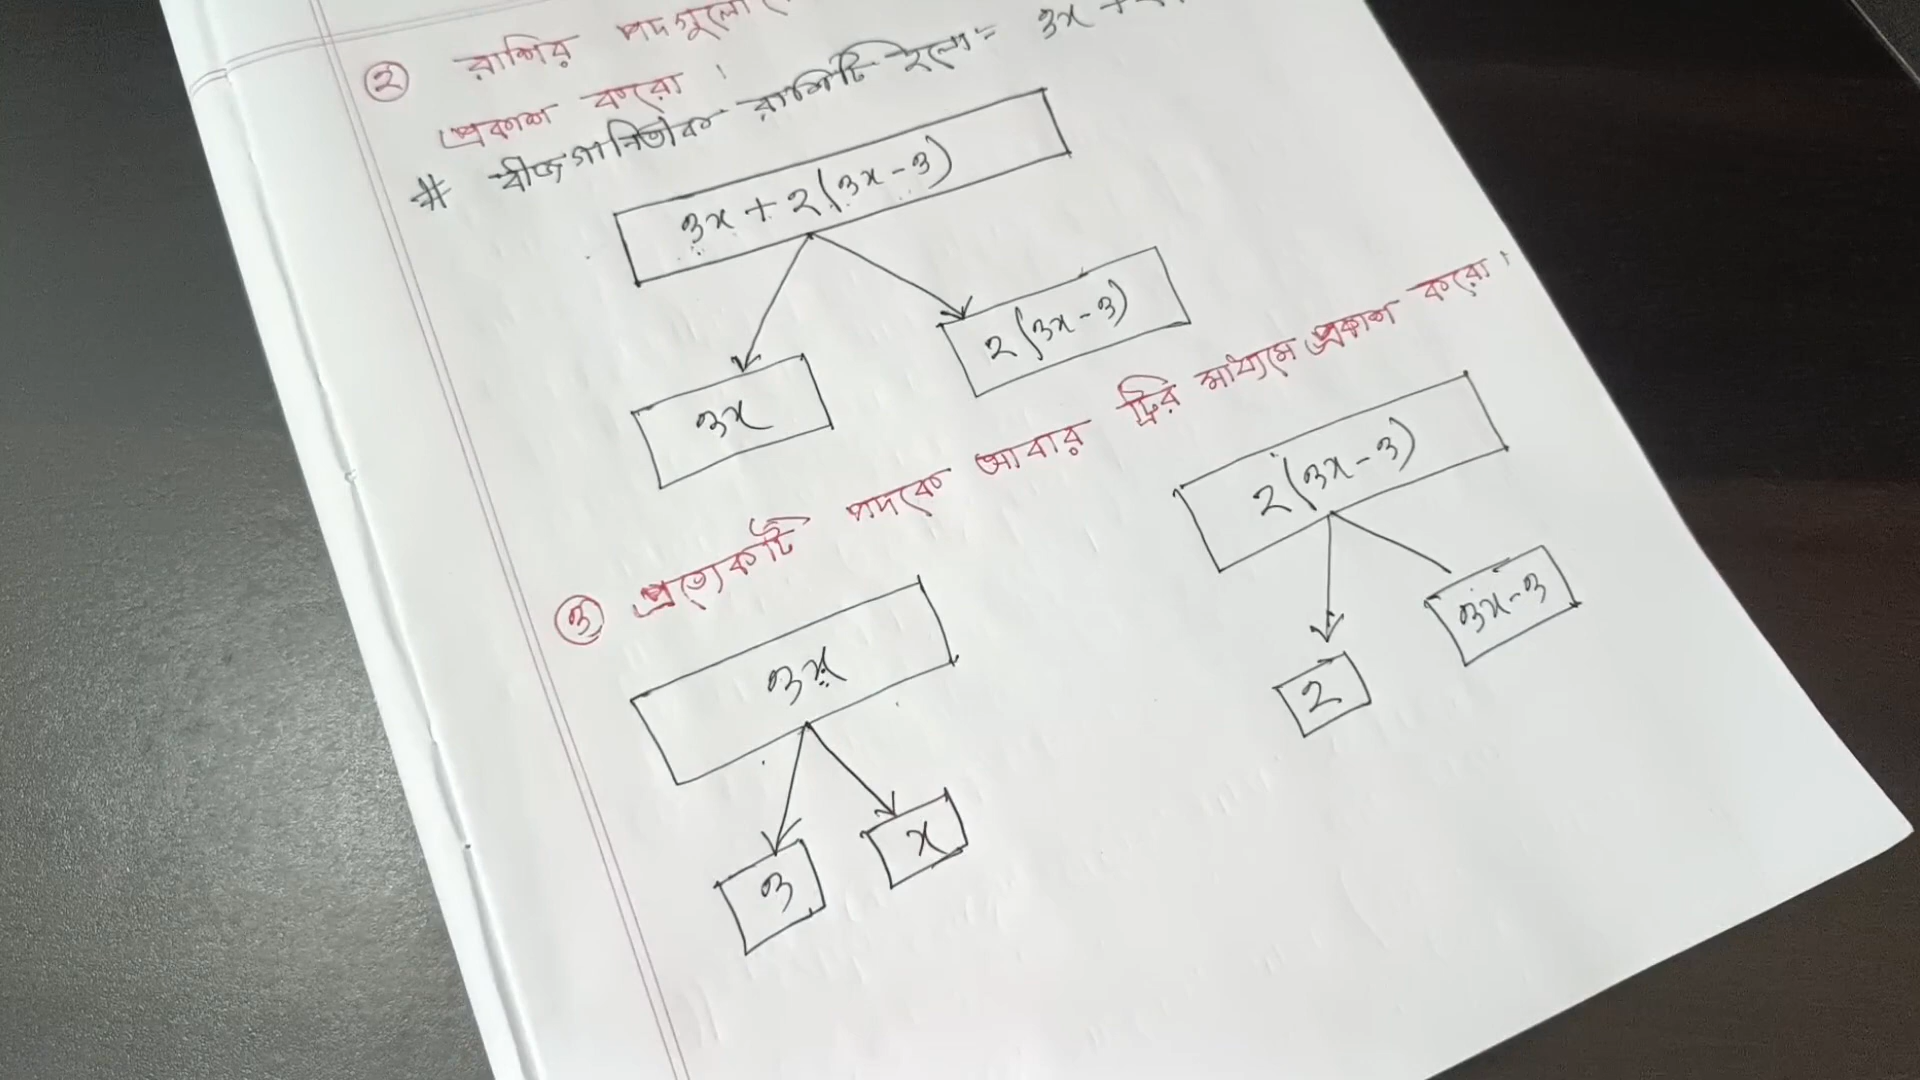 ② রাশির পদগুলো
প্রকাশ করো।
# বীজগানিতীক রাশিটি হলো= 3x +
3x + 2(3x - 3)
3x
2(3x - 3)
③ প্রত্যেকটি পদকে আবার ট্রির মাধ্যমে প্রকাশ করো।
3x
2(3x - 3)
3
x
2
3x - 3